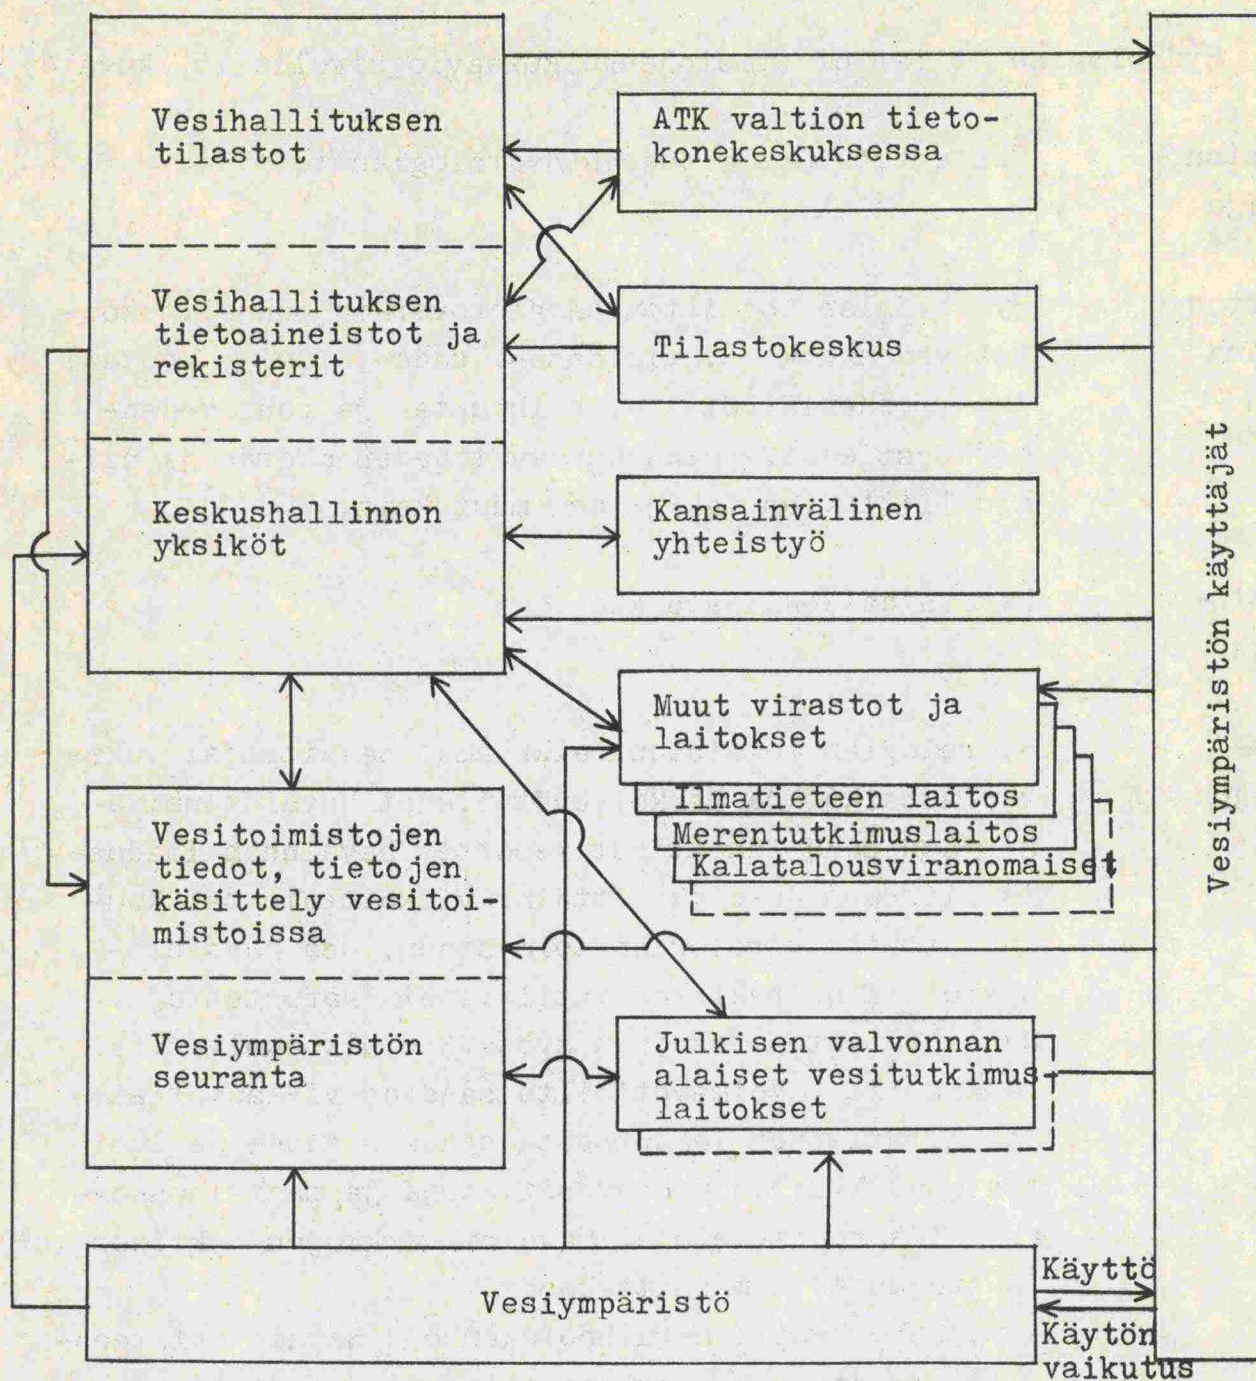 Vesihallituksen
tilastot
ATK valtion tieto-
konekeskuksessa
Vesihallituksen
tietoaineistot ja
rekisterit
Tilastokeskus
Keskushallinnon
yksiköt
Kansainvälinen
yhteistyö
Muut virastot ja
laitokset
Ilmatieteen laitos
Merentutkimuslaitos
Kalatalousviranomaiset
Vesitoimistojen
tiedot, tietojen
käsittely vesitoi-
mistoissa
Vesiympäristön
seuranta
Julkisen valvonnan
alaiset vesitutkimus-
laitokset
Vesiympäristö
Käyttö
Käytön
vaikutus
Vesiympäristön käyttäjät